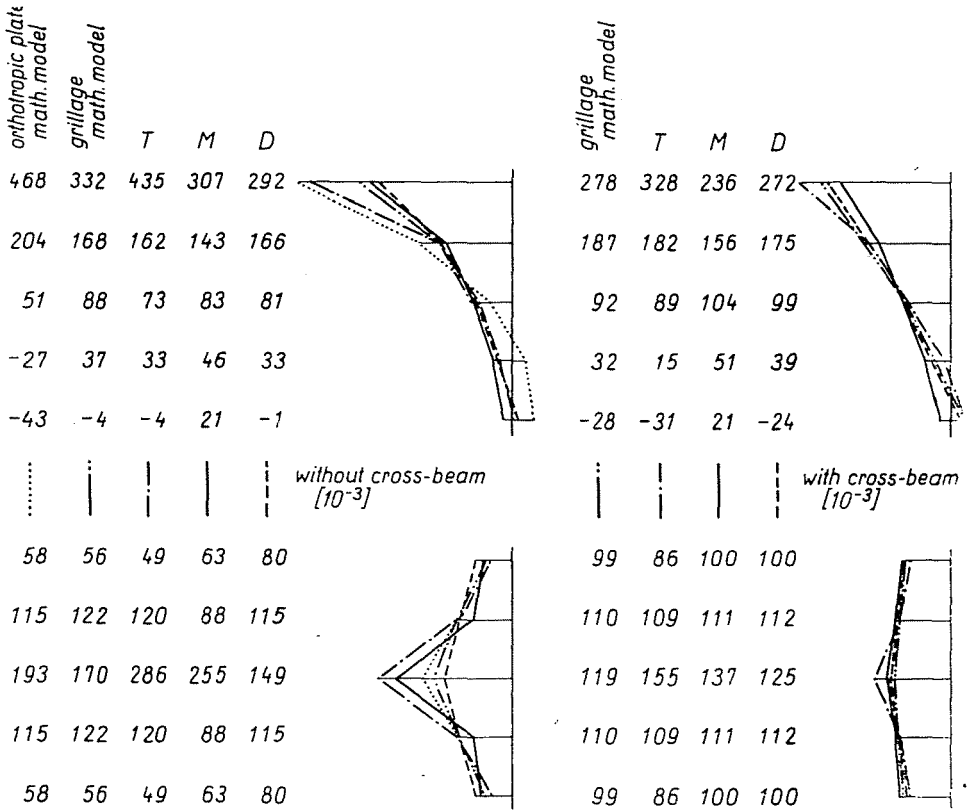 orthotropic plate math. model grillage math. model T M D
468 332 435 307 292
204 168 162 143 166
51 88 73 83 81
-27 37 33 46 33
-43 -4 -4 21 -1
without cross-beam
[10⁻³]
58 56 49 63 80
115 122 120 88 115
193 170 286 255 149
115 122 120 88 115
58 56 49 63 80
grillage math. model T M D
278 328 236 272
187 182 156 175
92 89 104 99
32 15 51 39
-28 -31 21 -24
with cross-beam
[10⁻³]
99 86 100 100
110 109 111 112
119 155 137 125
110 109 111 112
99 86 100 100